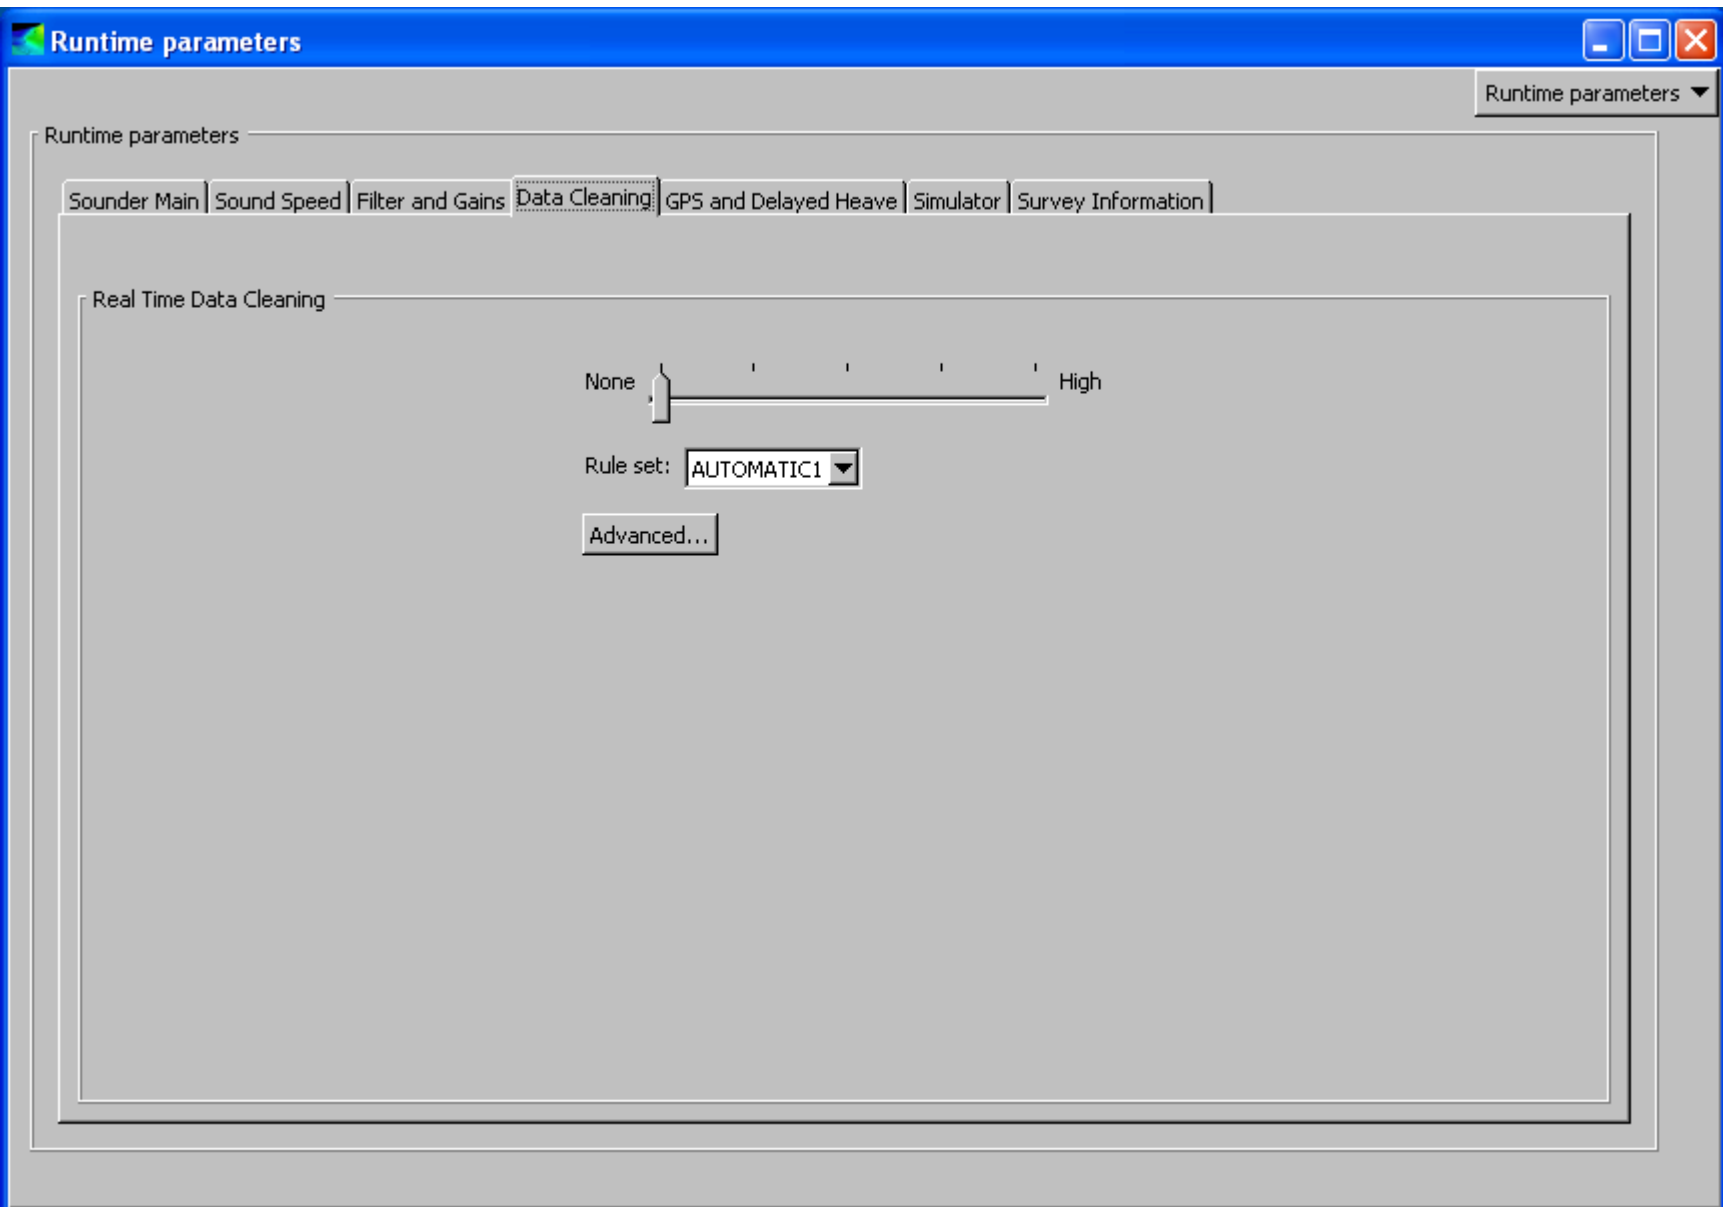 Runtime parameters
Runtime parameters
Runtime parameters
Sounder Main Sound Speed Filter and Gains Data Cleaning GPS and Delayed Heave Simulator Survey Information
Real Time Data Cleaning
None High
Rule set: AUTOMATIC1
Advanced...